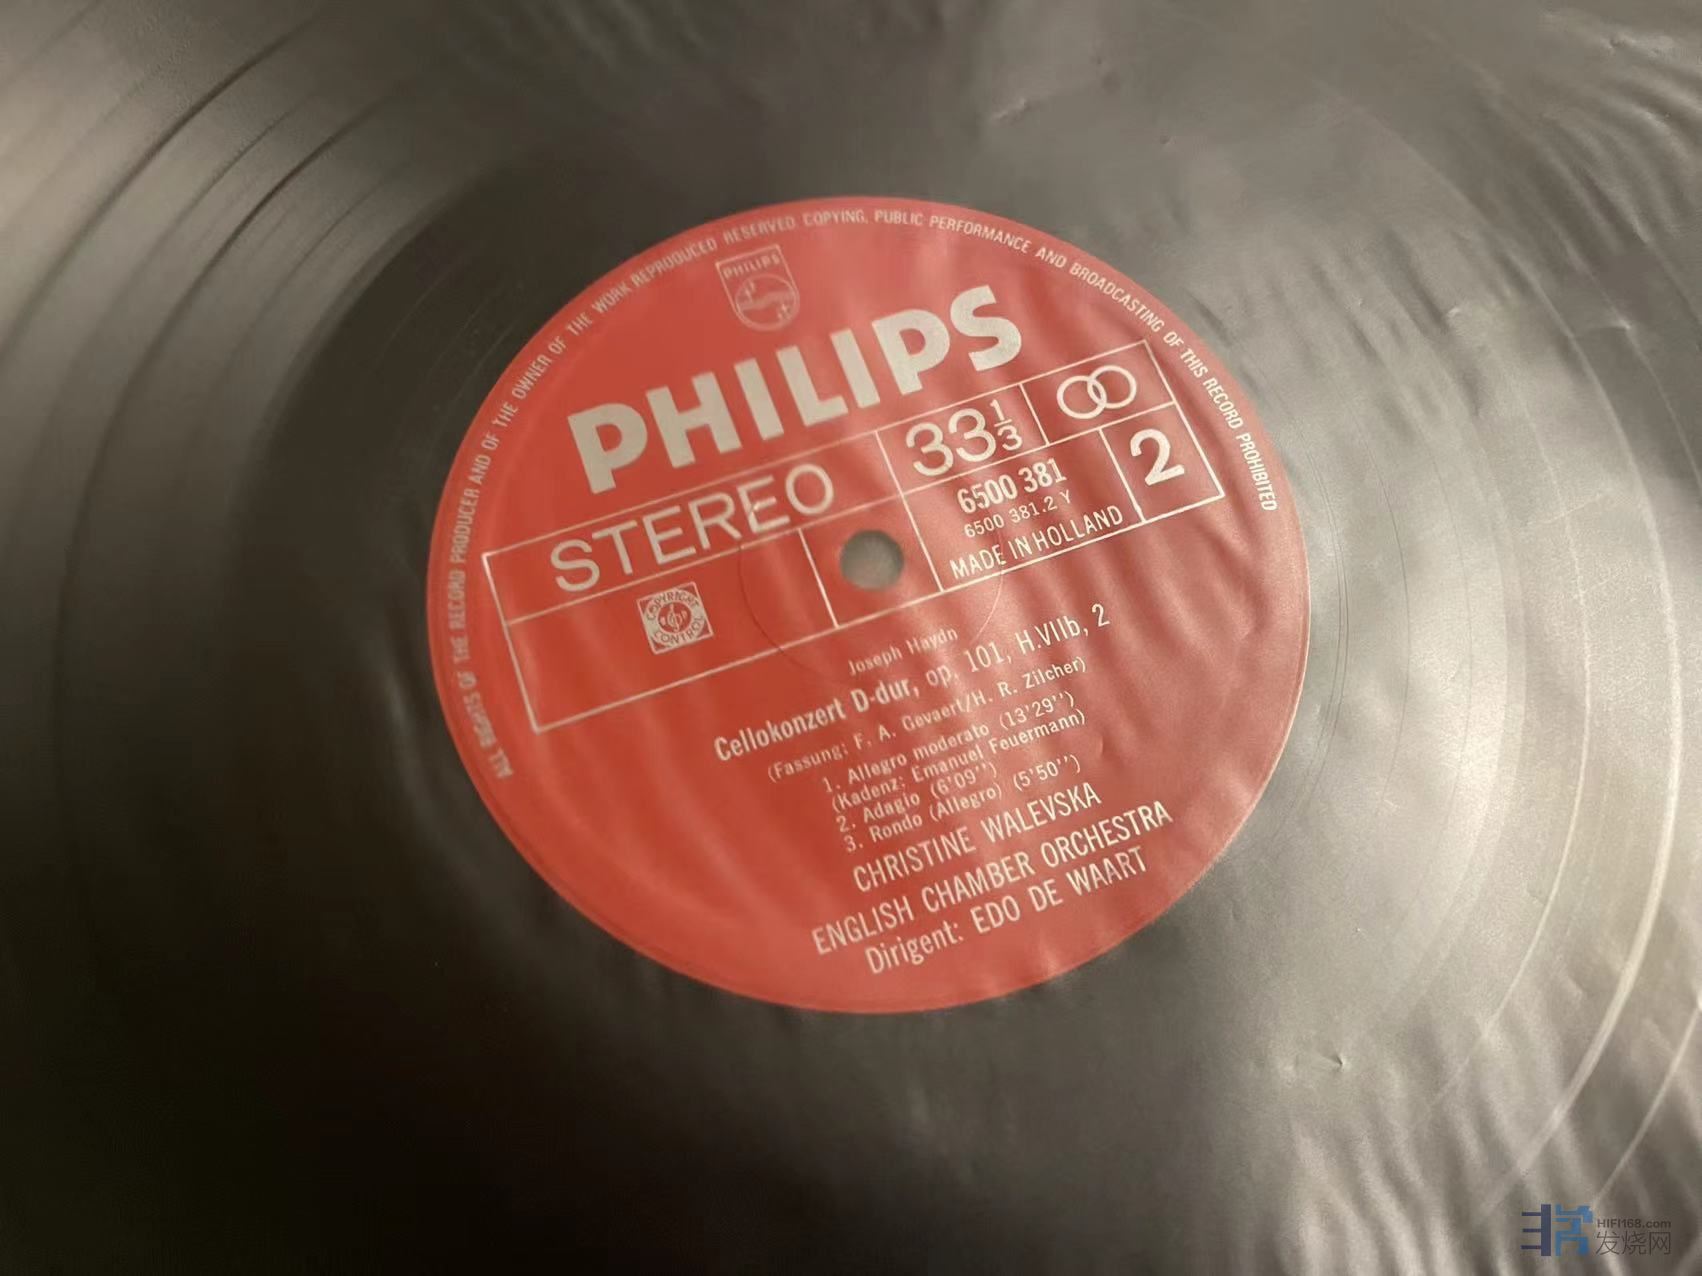 ALL RIGHTS OF THE RECORD PRODUCER AND OF THE OWNER OF THE WORK REPRODUCED RESERVED. COPYING, PUBLIC PERFORMANCE AND BROADCASTING OF THIS RECORD PROHIBITED
PHILIPS
PHILIPS
STEREO
33 1/3
6500 381
6500 381.2 Y
MADE IN HOLLAND
2
COPYRIGHT
CONTROL
Joseph Haydn
Cellokonzert D-dur, op. 101, H.VIIb, 2
(Fassung: F. A. Gevaert/H. R. Zilcher)
1. Allegro moderato (13'29'')
(Kadenz: Emanuel Feuermann)
2. Adagio (6'09'')
3. Rondo (Allegro) (5'50'')
CHRISTINE WALEVSKA
ENGLISH CHAMBER ORCHESTRA
Dirigent: EDO DE WAART
HIFI168.com
发烧网